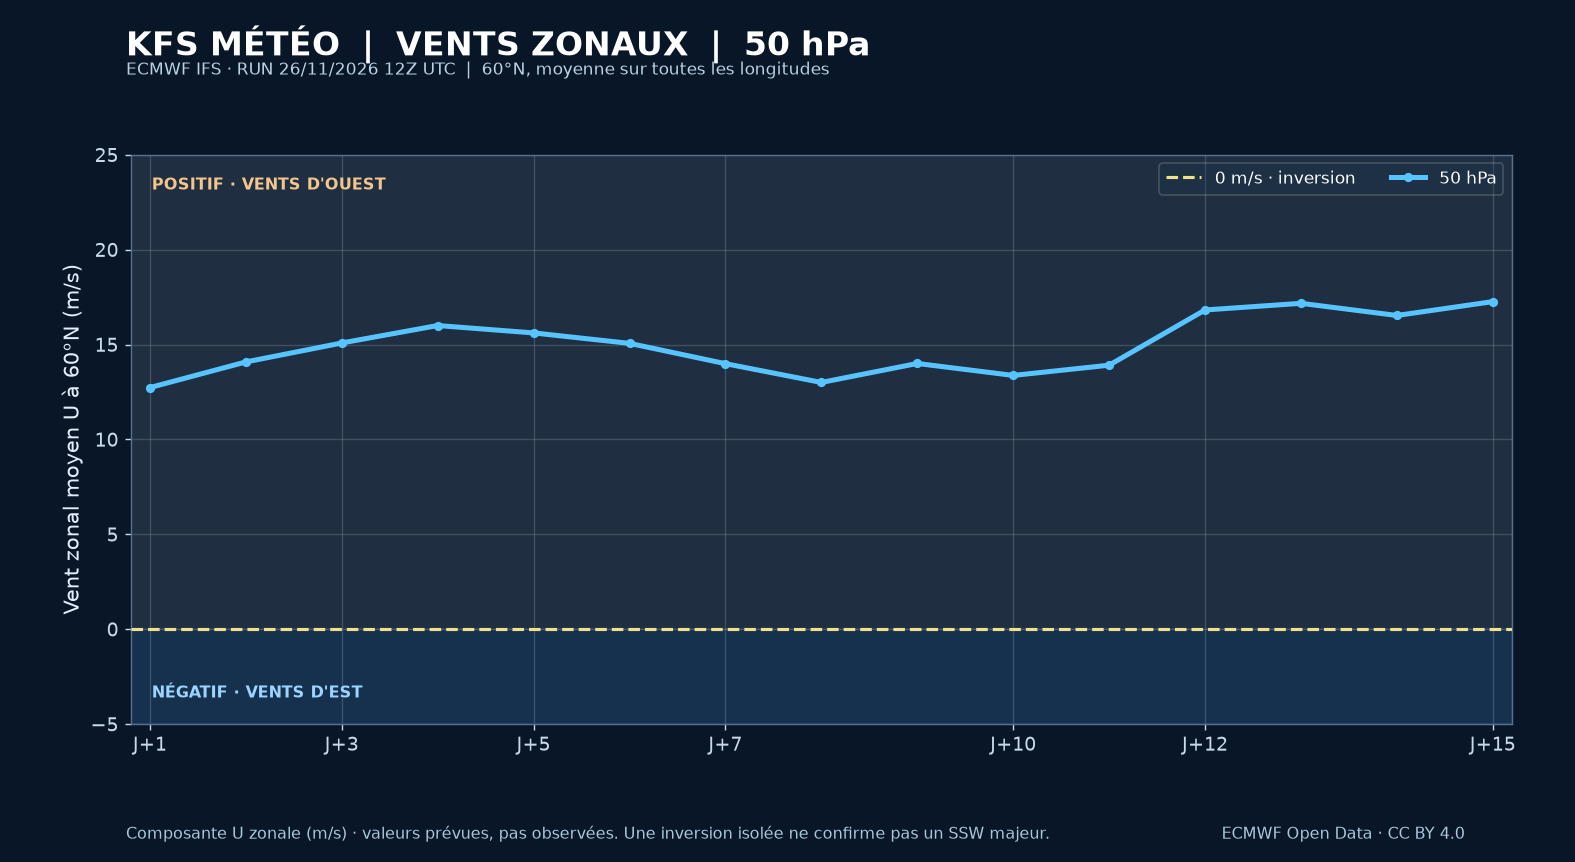 KFS MÉTÉO | VENTS ZONAUX | 50 hPa
ECMWF IFS · RUN 26/11/2026 12Z UTC | 60°N, moyenne sur toutes les longitudes
25
POSITIF · VENTS D'OUEST
0 m/s · inversion
50 hPa
20
15
10
5
0
−5
Vent zonal moyen U à 60°N (m/s)
NÉGATIF · VENTS D'EST
J+1
J+3
J+5
J+7
J+10
J+12
J+15
Composante U zonale (m/s) · valeurs prévues, pas observées. Une inversion isolée ne confirme pas un SSW majeur.
ECMWF Open Data · CC BY 4.0